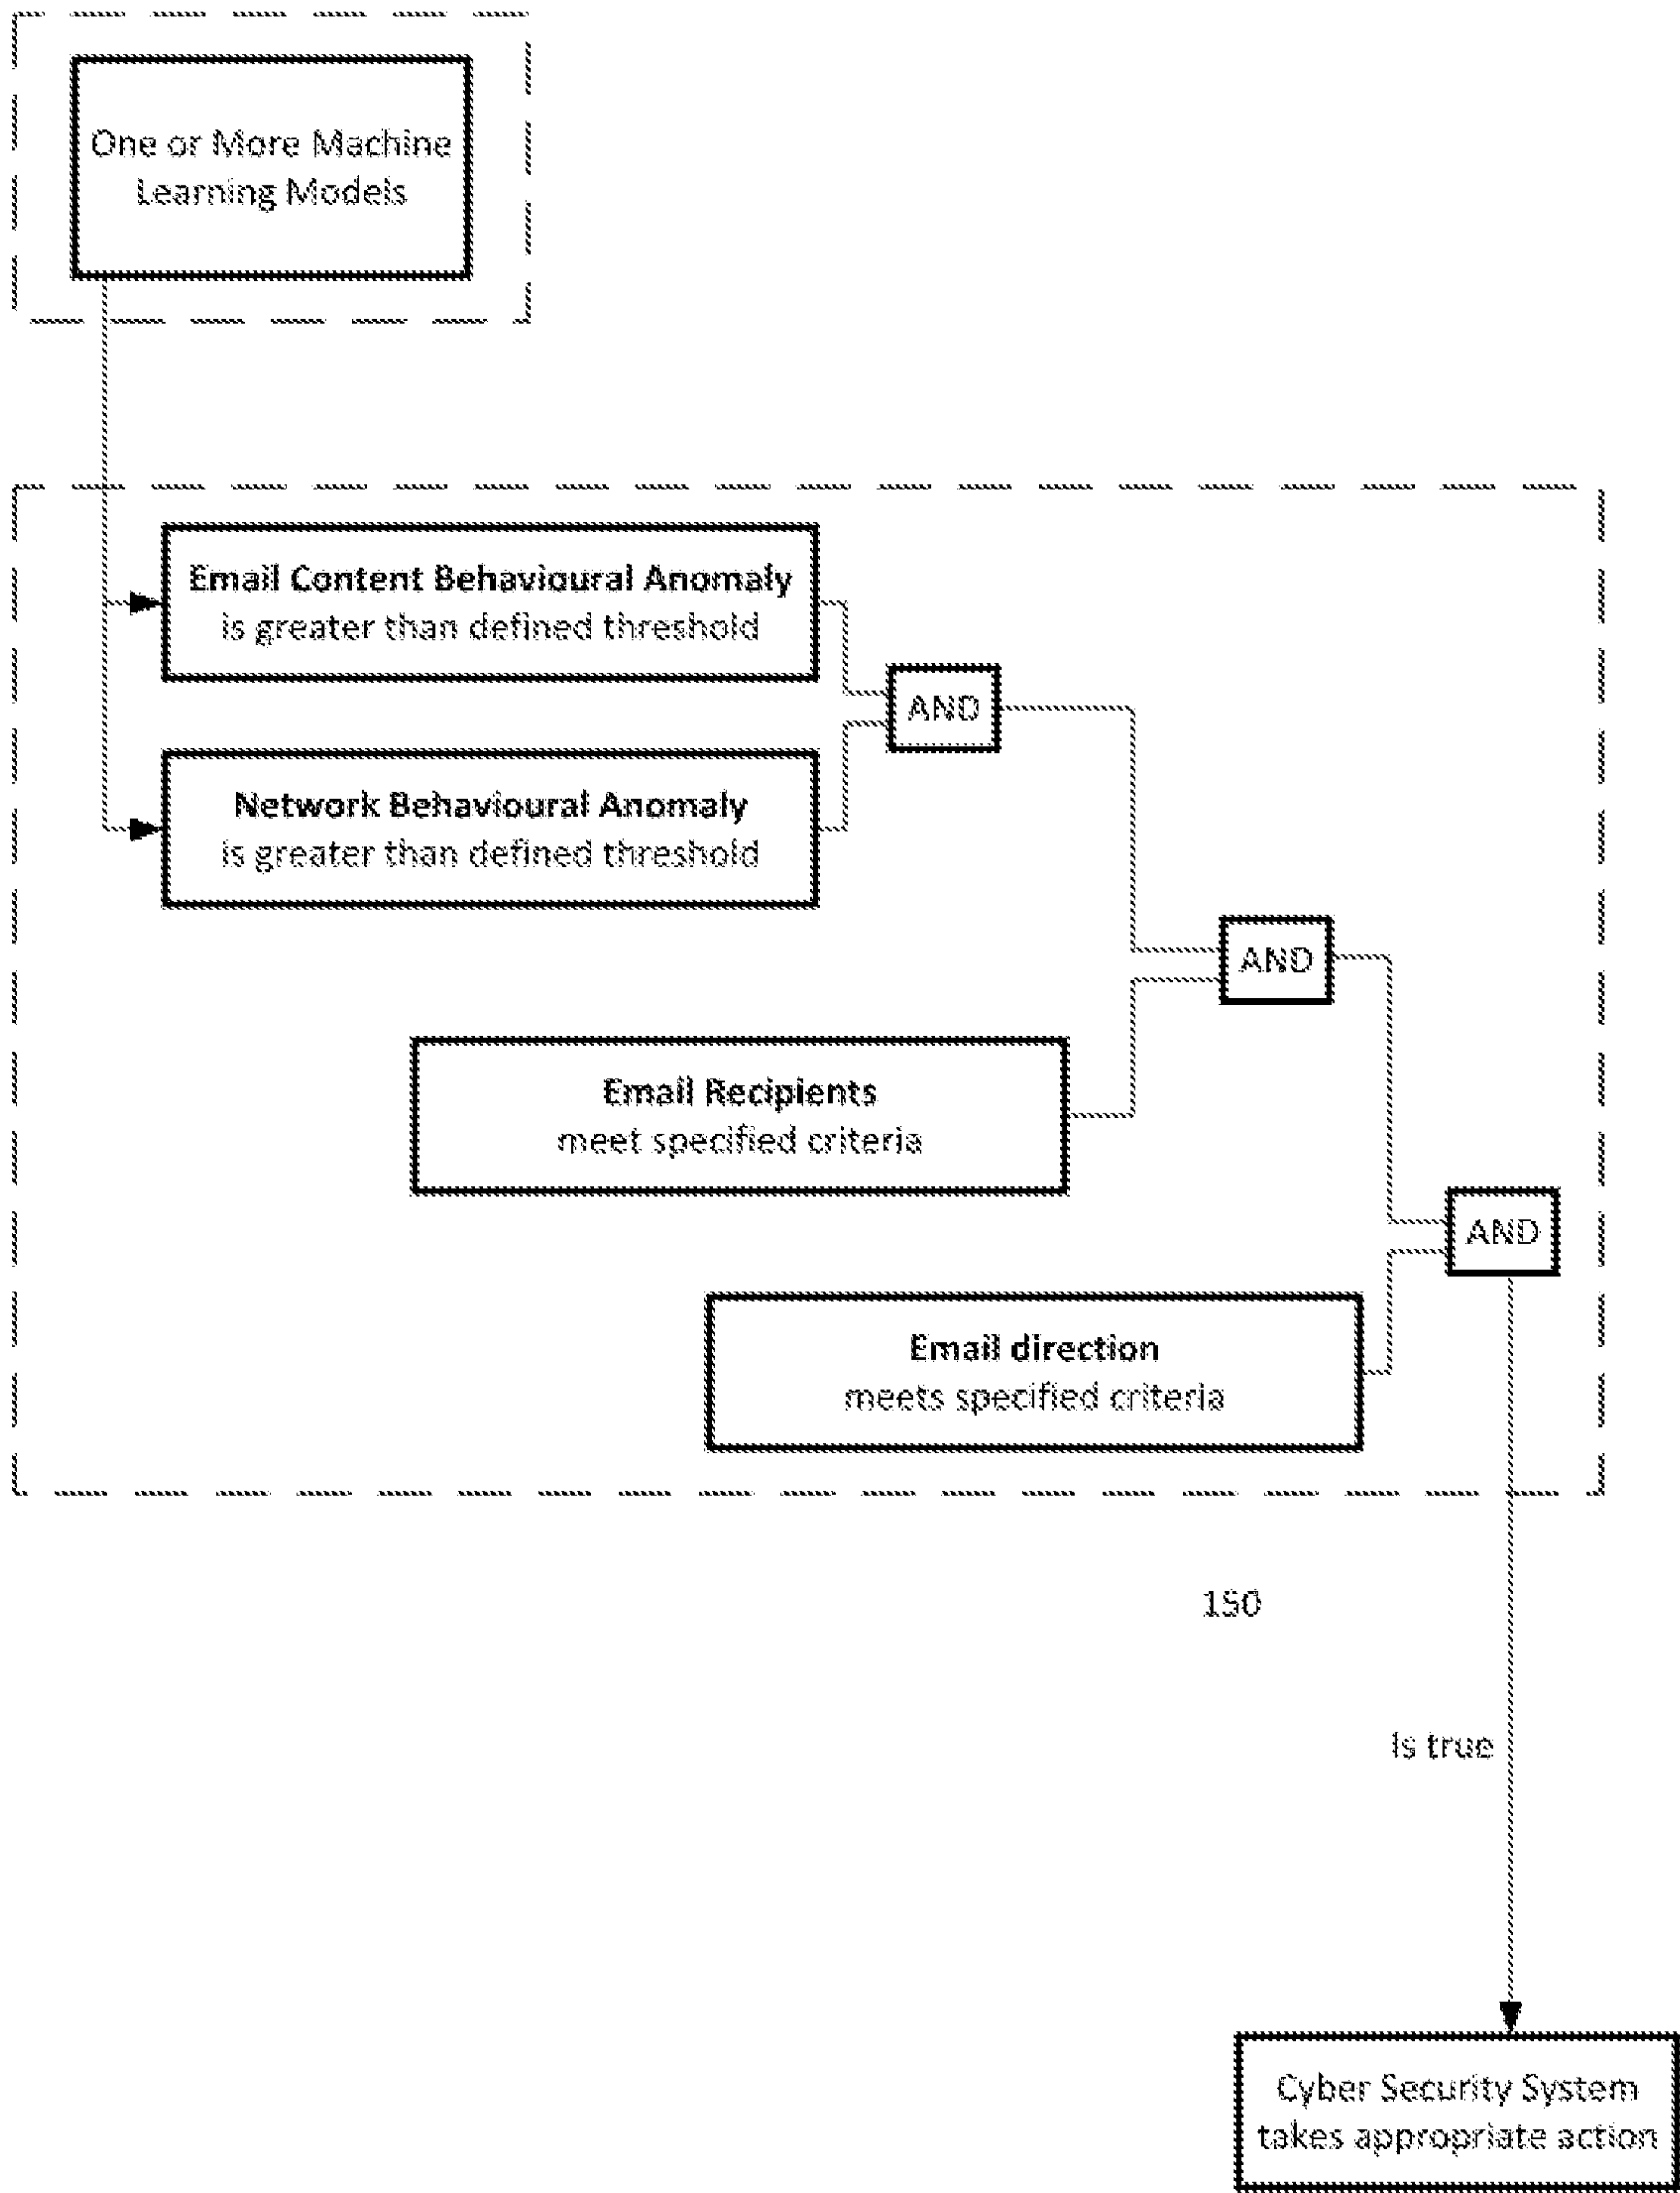 One or More Machine
Learning Models
Email Content Behavioural Anomaly
is greater than defined threshold
AND
Network Behavioural Anomaly
is greater than defined threshold
AND
Email Recipients
meet specified criteria
AND
Email direction
meets specified criteria
150
Is true
Cyber Security System
takes appropriate action